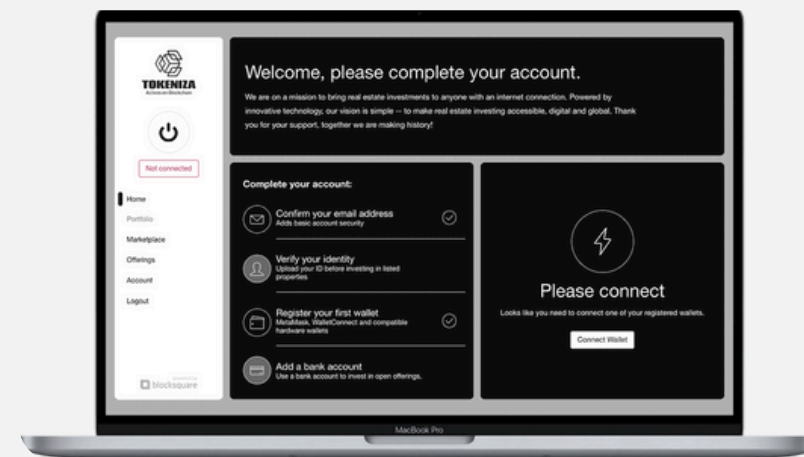 TOKENIZA
Not connected
Home
Portfolio
Marketplace
Offerings
Account
Logout
powered by
blocksquare
Welcome, please complete your account.
We are on a mission to bring real estate investments to anyone with an internet connection. Powered by
innovative technology, our vision is simple -- to make real estate investing accessible, digital and global. Thank
you for your support, together we are making history!
Complete your account:
Confirm your email address
Adds basic account security
Verify your identity
Upload your ID before investing in listed
properties
Register your first wallet
MetaMask, WalletConnect and compatible
hardware wallets
Add a bank account
Use a bank account to invest in open offerings.
Please connect
Looks like you need to connect one of your registered wallets.
Connect Wallet
MacBook Pro